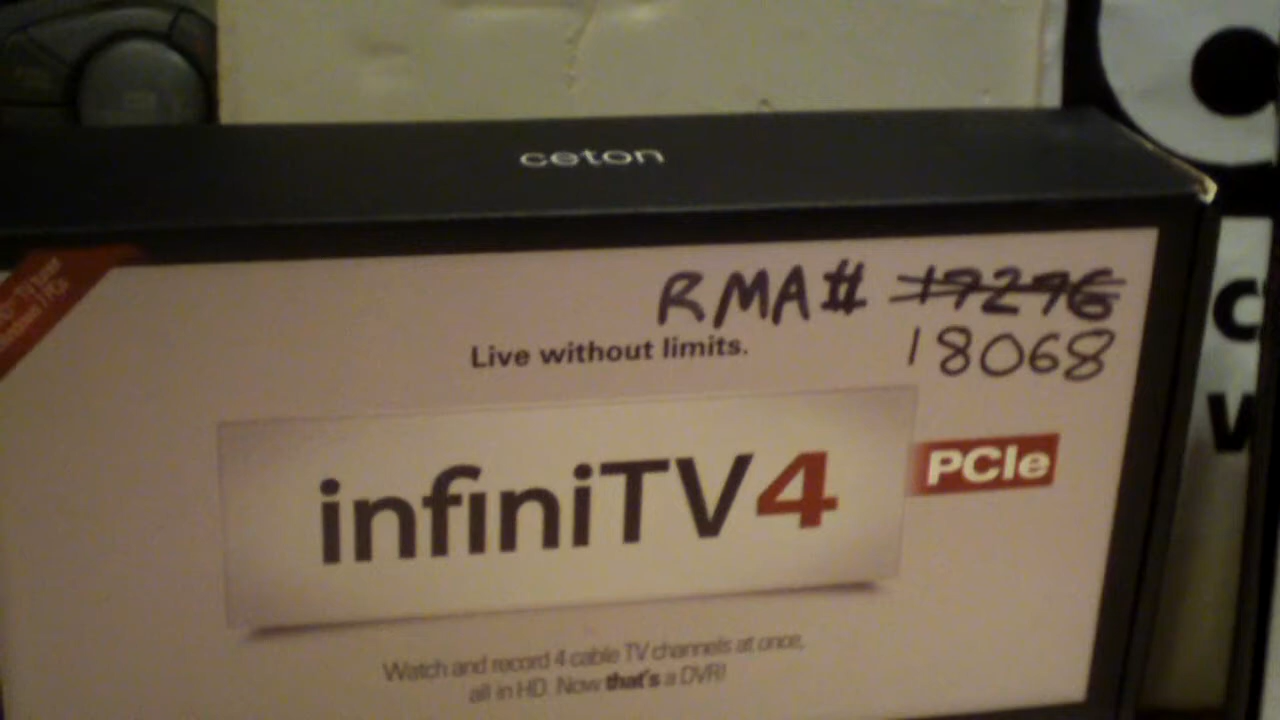 ceton
RMA# 17276
18068
Live without limits.
infiniTV4
PCIe
Watch and record 4 cable TV channels at once,
all in HD. Now that's a DVR!